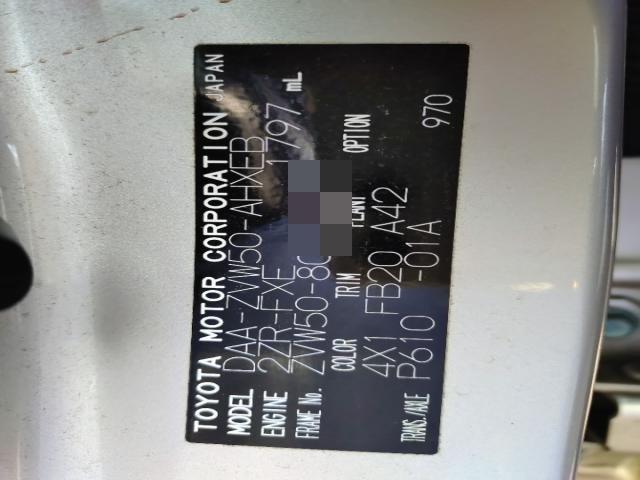 TOYOTA MOTOR CORPORATION JAPAN
MODEL DAA-ZVW50-AHXEB
ENGINE 2ZR-FXE 1797 mL
FRAME No. ZVW50-80
COLOR TRIM PLANT OPTION
4X1 FB20 A42
TRANS./AXLE P610 -01A 970